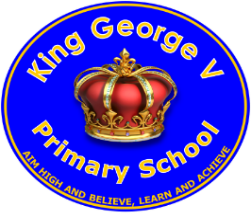 King George V
Primary School
AIM HIGH AND BELIEVE, LEARN AND ACHIEVE